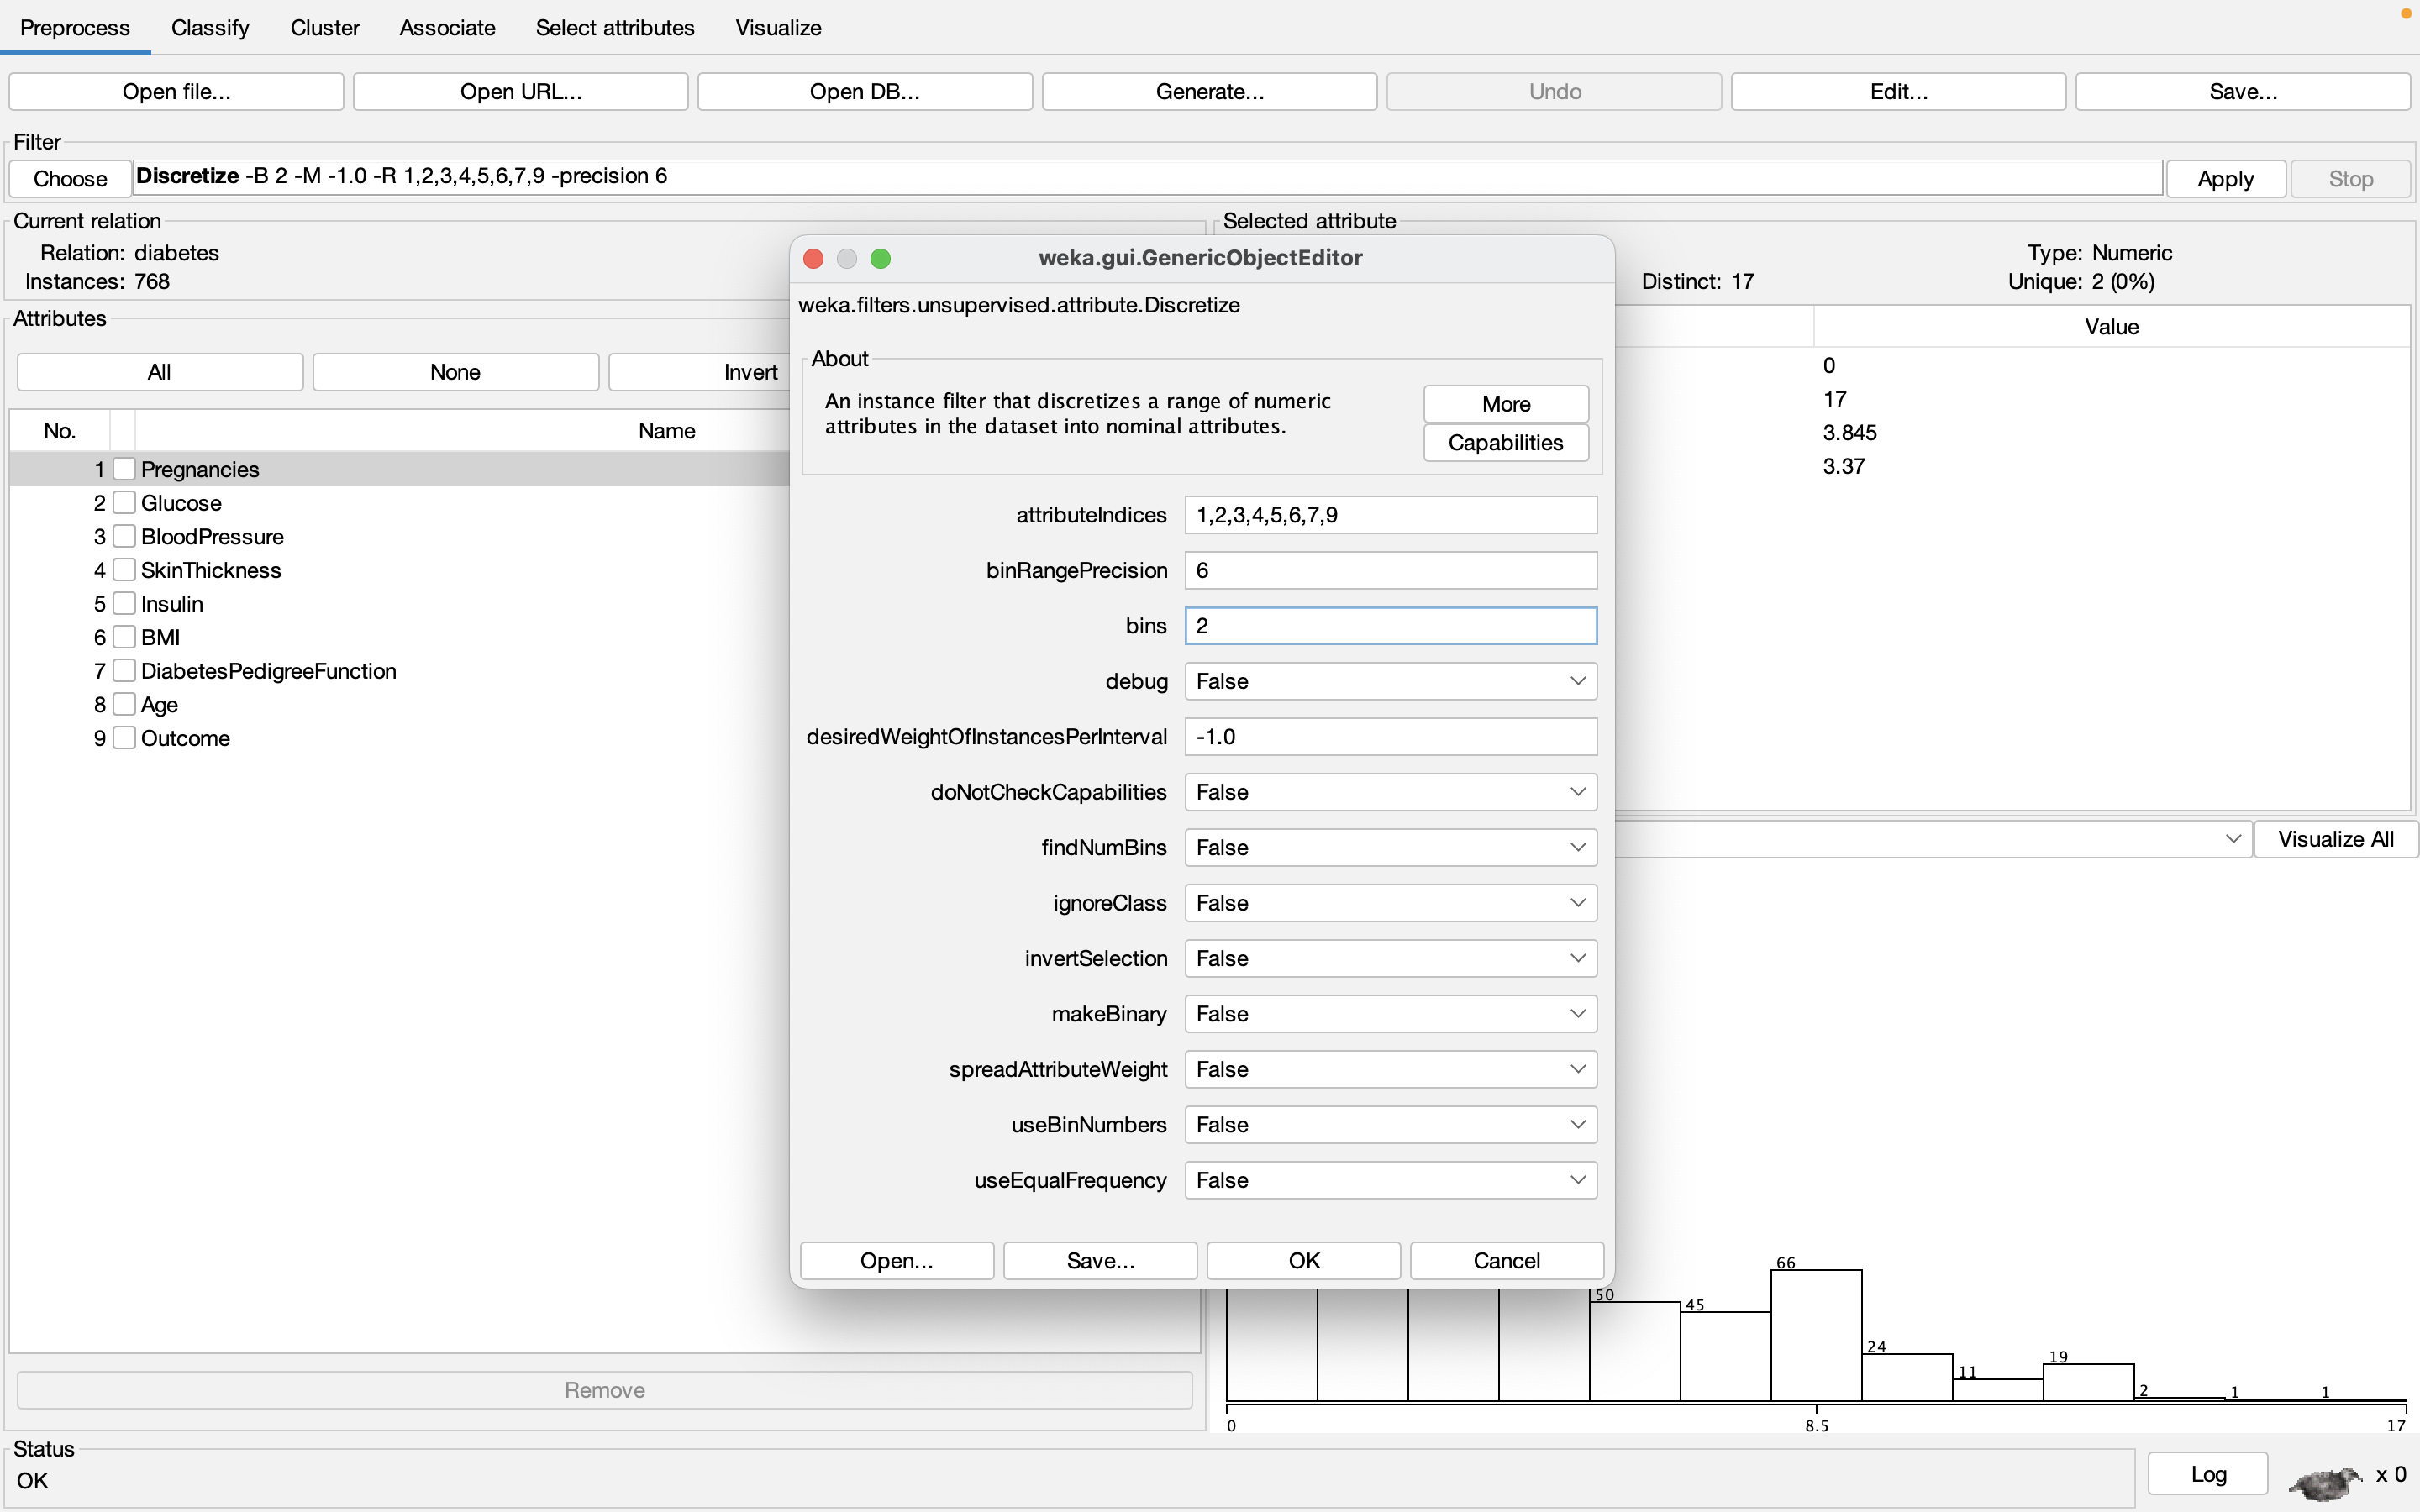 Preprocess Classify Cluster Associate Select attributes Visualize
Open file... Open URL... Open DB... Generate... Undo Edit... Save...
Filter
Choose Discretize -B 2 -M -1.0 -R 1,2,3,4,5,6,7,9 -precision 6 Apply Stop
Current relation
Relation: diabetes
Instances: 768
Attributes
All None Invert
No. Name
1 Pregnancies
2 Glucose
3 BloodPressure
4 SkinThickness
5 Insulin
6 BMI
7 DiabetesPedigreeFunction
8 Age
9 Outcome
Remove
weka.gui.GenericObjectEditor
weka.filters.unsupervised.attribute.Discretize
About
An instance filter that discretizes a range of numeric
attributes in the dataset into nominal attributes.
More
Capabilities
attributeIndices 1,2,3,4,5,6,7,9
binRangePrecision 6
bins 2
debug False
desiredWeightOfInstancesPerInterval -1.0
doNotCheckCapabilities False
findNumBins False
ignoreClass False
invertSelection False
makeBinary False
spreadAttributeWeight False
useBinNumbers False
useEqualFrequency False
Open... Save... OK Cancel
Selected attribute
Type: Numeric
Distinct: 17 Unique: 2 (0%)
Value
0
17
3.845
3.37
Visualize All
50 45 66 24 11 19 2 1 1
0 8.5 17
Status
OK
Log x 0